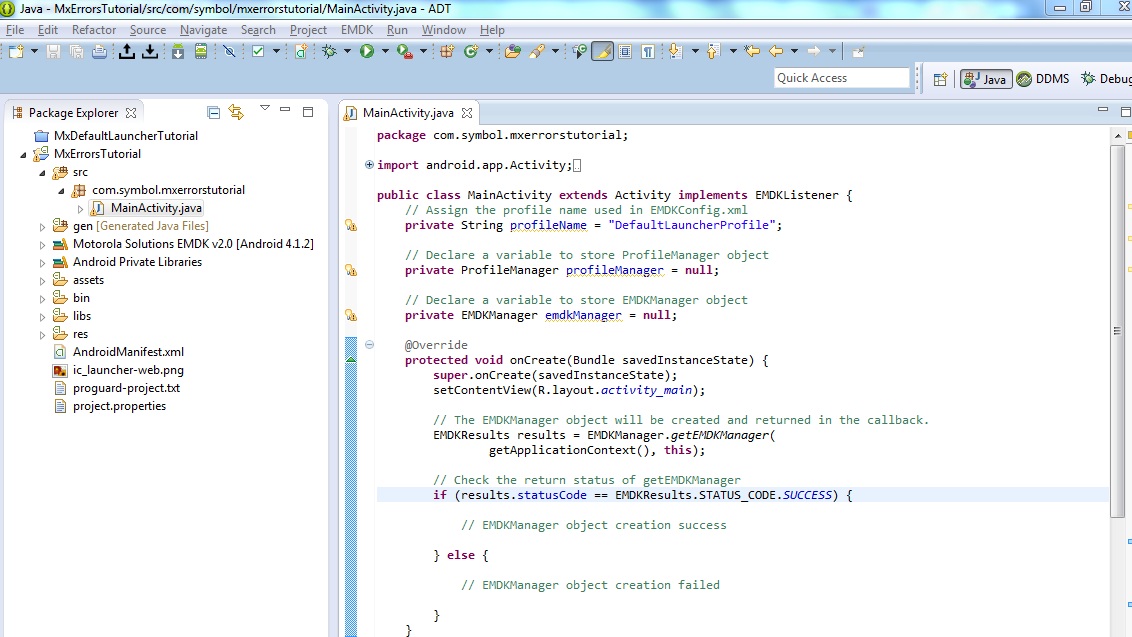 Java - MxErrorsTutorial/src/com/symbol/mxerrorstutorial/MainActivity.java - ADT
File Edit Refactor Source Navigate Search Project EMDK Run Window Help
Quick Access
Java
DDMS
Debug
Package Explorer
MxDefaultLauncherTutorial
MxErrorsTutorial
src
com.symbol.mxerrorstutorial
MainActivity.java
gen [Generated Java Files]
Motorola Solutions EMDK v2.0 [Android 4.1.2]
Android Private Libraries
assets
bin
libs
res
AndroidManifest.xml
ic_launcher-web.png
proguard-project.txt
project.properties
MainActivity.java
package com.symbol.mxerrorstutorial;
import android.app.Activity;
public class MainActivity extends Activity implements EMDKListener {
// Assign the profile name used in EMDKConfig.xml
private String profileName = "DefaultLauncherProfile";
// Declare a variable to store ProfileManager object
private ProfileManager profileManager = null;
// Declare a variable to store EMDKManager object
private EMDKManager emdkManager = null;
@Override
protected void onCreate(Bundle savedInstanceState) {
super.onCreate(savedInstanceState);
setContentView(R.layout.activity_main);
// The EMDKManager object will be created and returned in the callback.
EMDKResults results = EMDKManager.getEMDKManager(
getApplicationContext(), this);
// Check the return status of getEMDKManager
if (results.statusCode == EMDKResults.STATUS_CODE.SUCCESS) {
// EMDKManager object creation success
} else {
// EMDKManager object creation failed
}
}